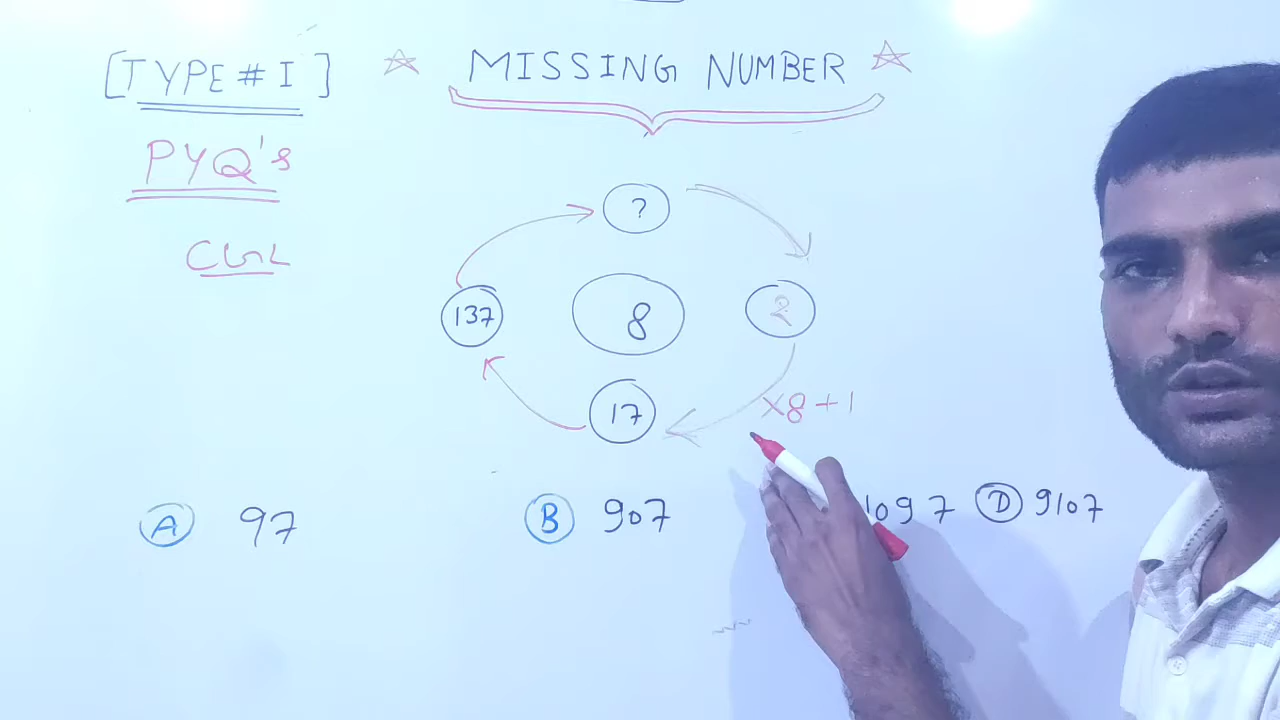 [TYPE # I] MISSING NUMBER
PYQ's
CGL
?
137 8 2
17
×8+1
A 97 B 907 1097 D 9107